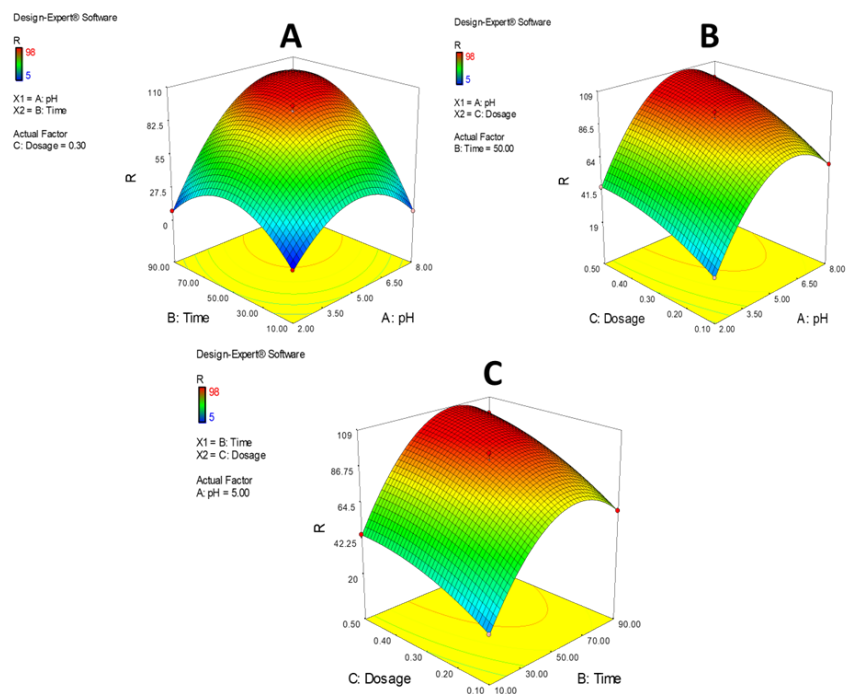 Design-Expert® Software
R
98
5
X1 = A: pH
X2 = B: Time
Actual Factor
C: Dosage = 0.30
A
110
82.5
55
27.5
0
R
90.00
70.00
50.00
30.00
10.00
2.00
3.50
5.00
6.50
8.00
B: Time
A: pH
Design-Expert® Software
R
98
5
X1 = A: pH
X2 = C: Dosage
Actual Factor
B: Time = 50.00
B
109
86.5
64
41.5
19
R
0.50
0.40
0.30
0.20
0.10
2.00
3.50
5.00
6.50
8.00
C: Dosage
A: pH
Design-Expert® Software
R
98
5
X1 = B: Time
X2 = C: Dosage
Actual Factor
A: pH = 5.00
C
109
86.75
64.5
42.25
20
R
0.50
0.40
0.30
0.20
0.10
10.00
30.00
50.00
70.00
90.00
C: Dosage
B: Time